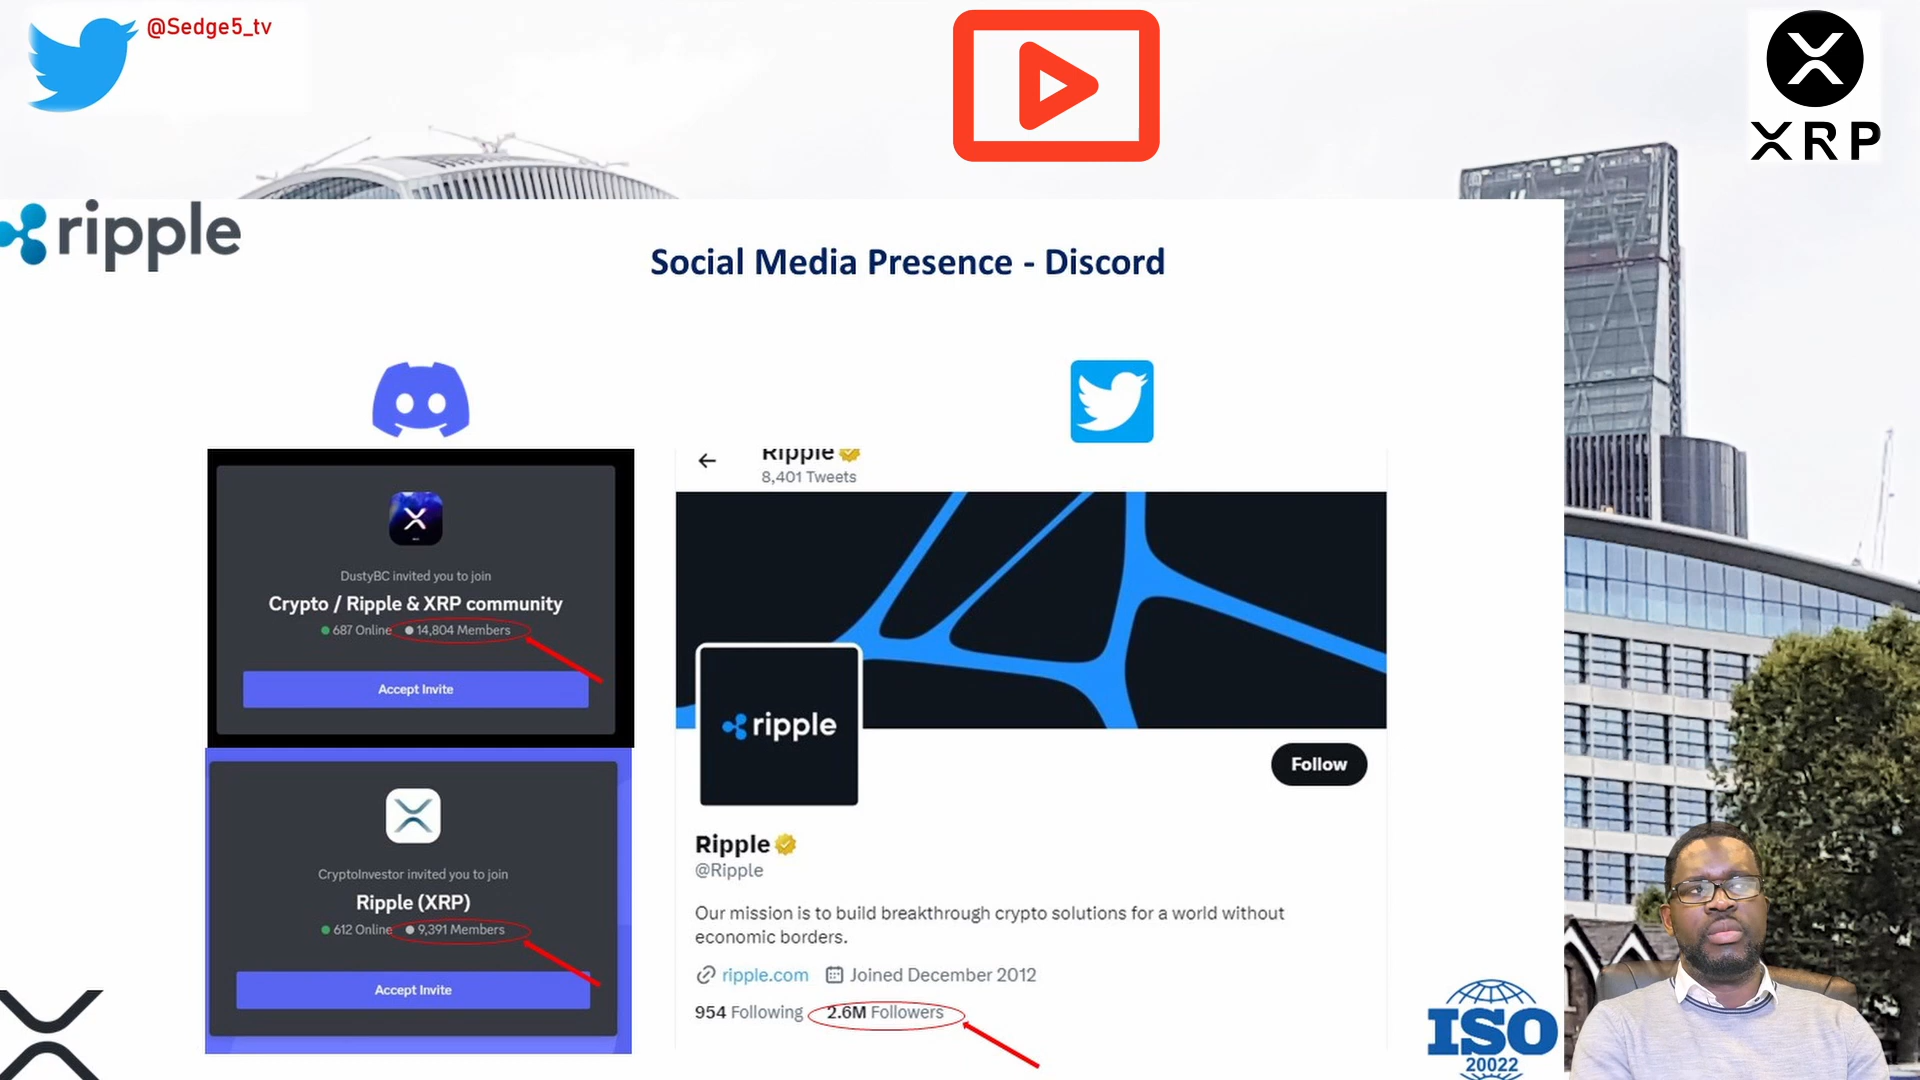 @Sedge5_tv
XRP
ripple
Social Media Presence - Discord
DustyBC invited you to join
Crypto / Ripple & XRP community
687 Online 14,804 Members
Accept Invite
CryptoInvestor invited you to join
Ripple (XRP)
612 Online 9,391 Members
Accept Invite
Ripple
8,401 Tweets
ripple
Follow
Ripple
@Ripple
Our mission is to build breakthrough crypto solutions for a world without
economic borders.
ripple.com Joined December 2012
954 Following 2.6M Followers
ISO
20022